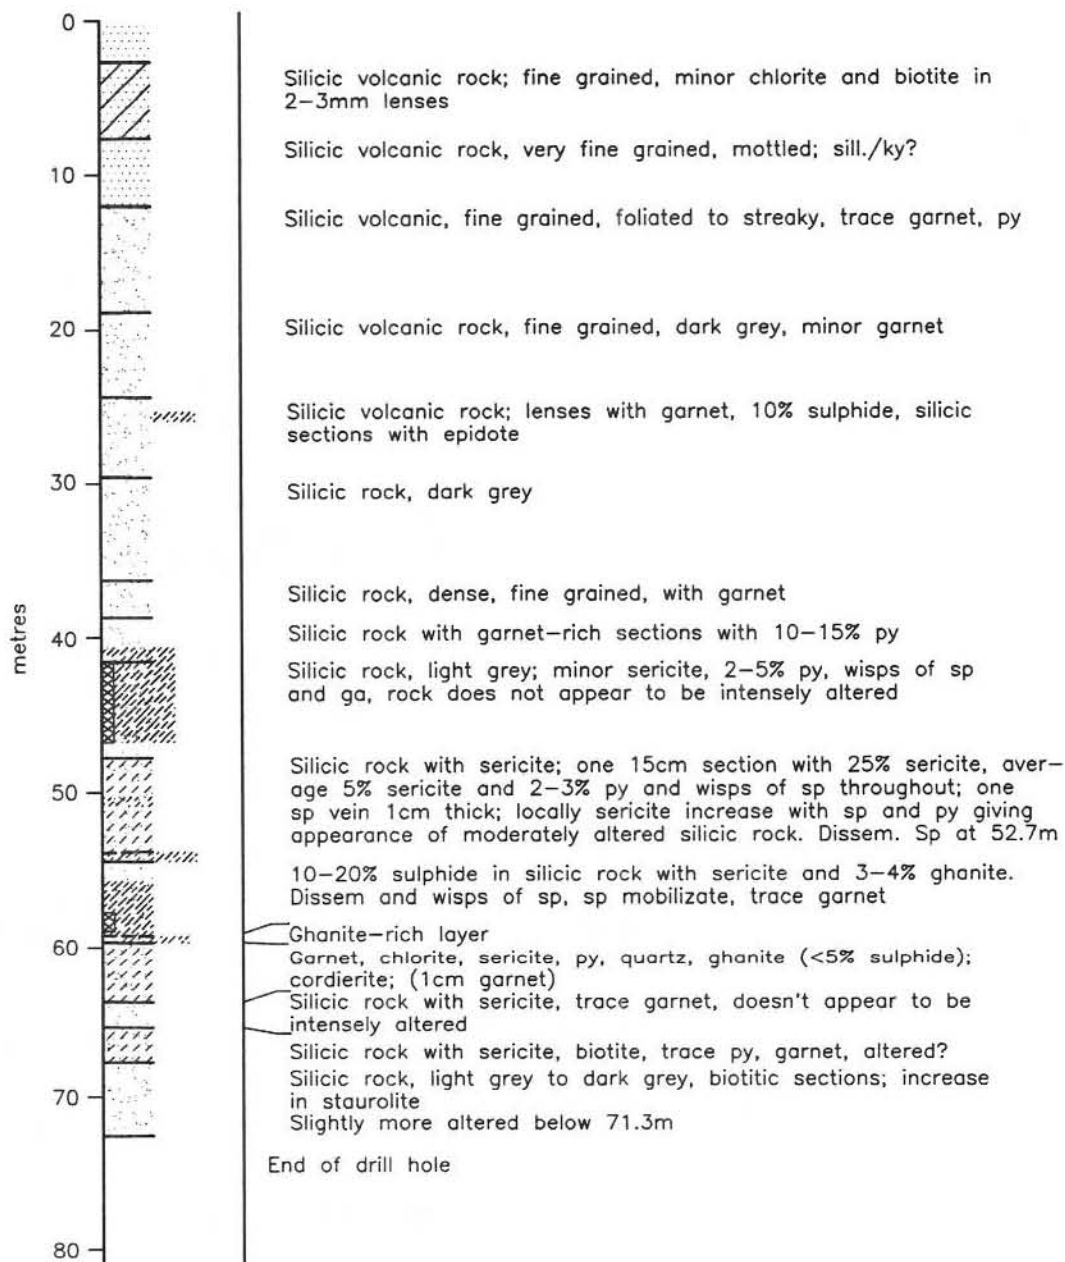 0
Silicic volcanic rock; fine grained, minor chlorite and biotite in
2–3mm lenses
Silicic volcanic rock, very fine grained, mottled; sill./ky?
10
Silicic volcanic, fine grained, foliated to streaky, trace garnet, py
20
Silicic volcanic rock, fine grained, dark grey, minor garnet
Silicic volcanic rock; lenses with garnet, 10% sulphide, silicic
sections with epidote
30
Silicic rock, dark grey
Silicic rock, dense, fine grained, with garnet
metres
40
Silicic rock with garnet–rich sections with 10–15% py
Silicic rock, light grey; minor sericite, 2–5% py, wisps of sp
and ga, rock does not appear to be intensely altered
Silicic rock with sericite; one 15cm section with 25% sericite, aver–
50
age 5% sericite and 2–3% py and wisps of sp throughout; one
sp vein 1cm thick; locally sericite increase with sp and py giving
appearance of moderately altered silicic rock. Dissem. Sp at 52.7m
10–20% sulphide in silicic rock with sericite and 3–4% ghanite.
Dissem and wisps of sp, sp mobilizate, trace garnet
Ghanite–rich layer
60
Garnet, chlorite, sericite, py, quartz, ghanite (<5% sulphide);
cordierite; (1cm garnet)
Silicic rock with sericite, trace garnet, doesn't appear to be
intensely altered
Silicic rock with sericite, biotite, trace py, garnet, altered?
Silicic rock, light grey to dark grey, biotitic sections; increase
70
in staurolite
Slightly more altered below 71.3m
End of drill hole
80